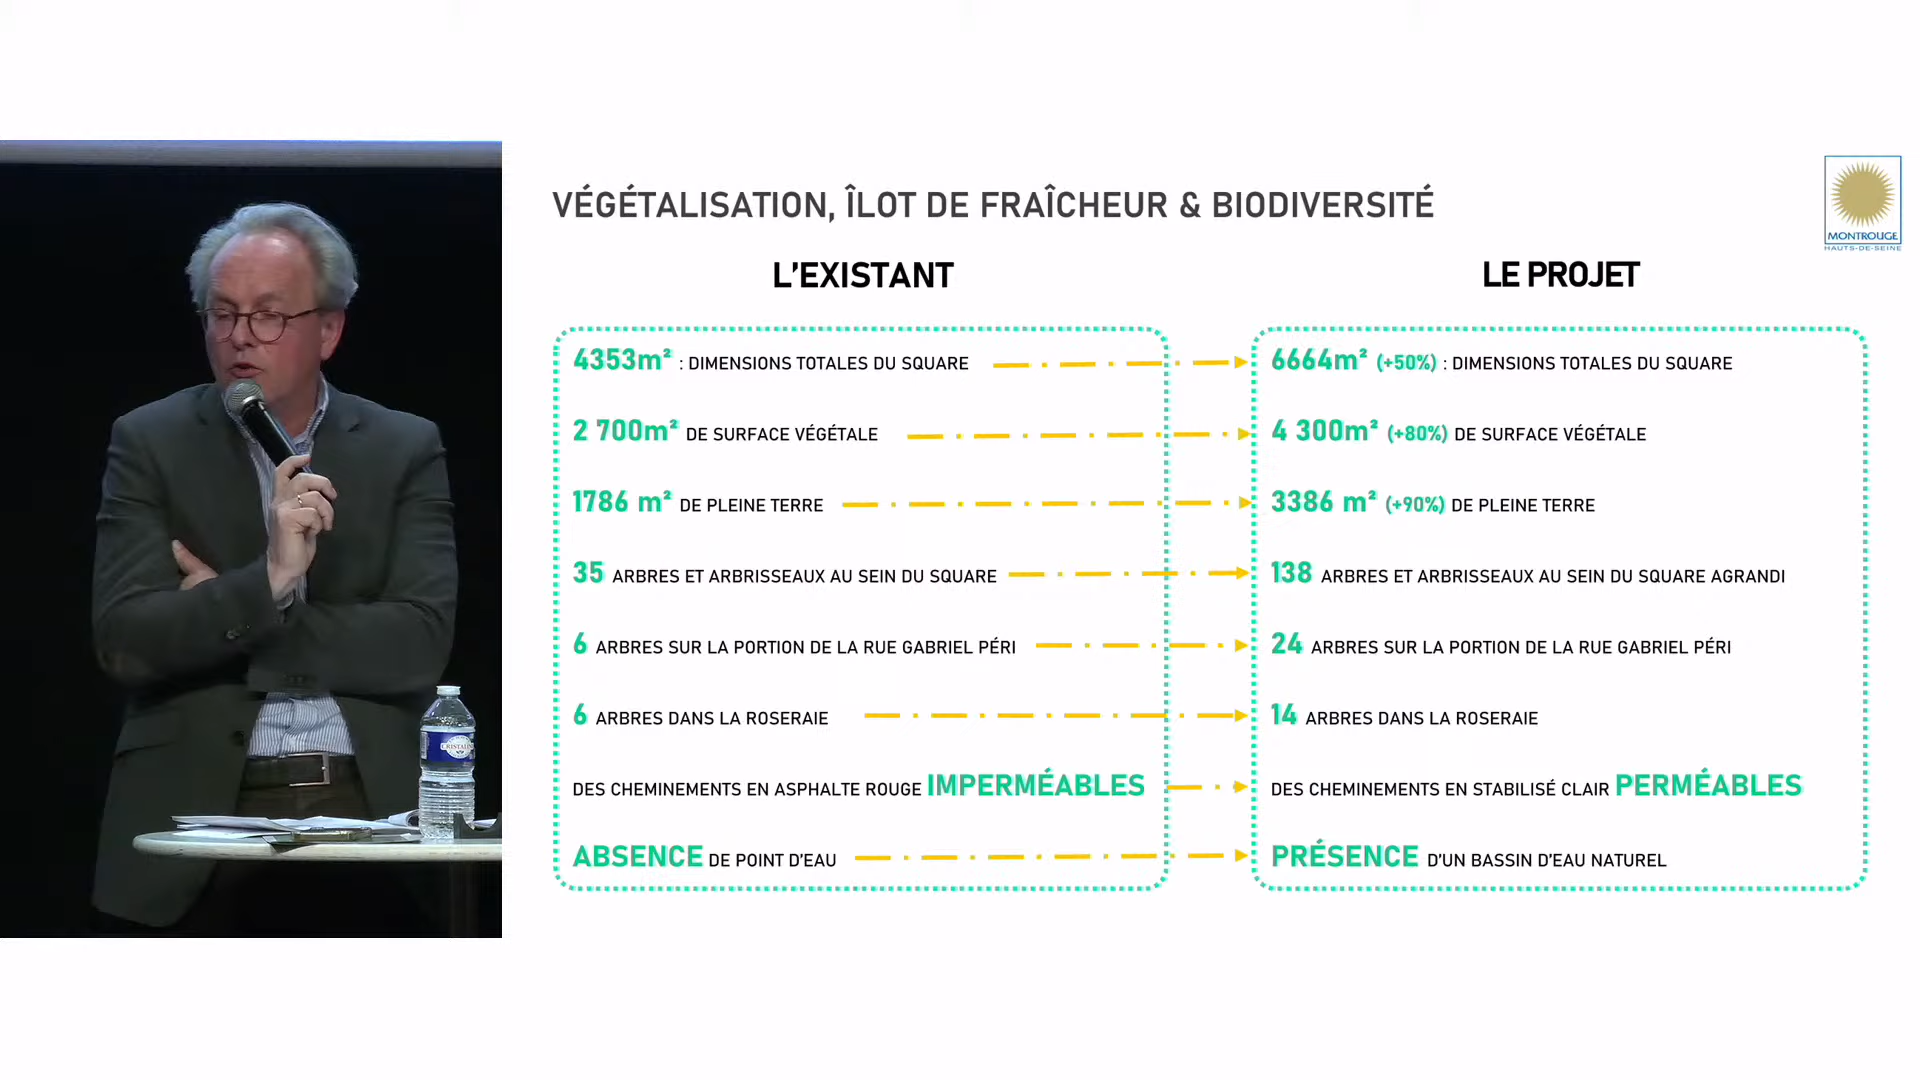 VÉGÉTALISATION, ÎLOT DE FRAÎCHEUR & BIODIVERSITÉ
MONTROUGE
HAUTS-DE-SEINE
L'EXISTANT
4353m² : DIMENSIONS TOTALES DU SQUARE
2 700m² DE SURFACE VÉGÉTALE
1786 m² DE PLEINE TERRE
35 ARBRES ET ARBRISSEAUX AU SEIN DU SQUARE
6 ARBRES SUR LA PORTION DE LA RUE GABRIEL PÉRI
6 ARBRES DANS LA ROSERAIE
DES CHEMINEMENTS EN ASPHALTE ROUGE IMPERMÉABLES
ABSENCE DE POINT D'EAU
LE PROJET
6664m² (+50%) : DIMENSIONS TOTALES DU SQUARE
4 300m² (+80%) DE SURFACE VÉGÉTALE
3386 m² (+90%) DE PLEINE TERRE
138 ARBRES ET ARBRISSEAUX AU SEIN DU SQUARE AGRANDI
24 ARBRES SUR LA PORTION DE LA RUE GABRIEL PÉRI
14 ARBRES DANS LA ROSERAIE
DES CHEMINEMENTS EN STABILISÉ CLAIR PERMÉABLES
PRÉSENCE D'UN BASSIN D'EAU NATUREL